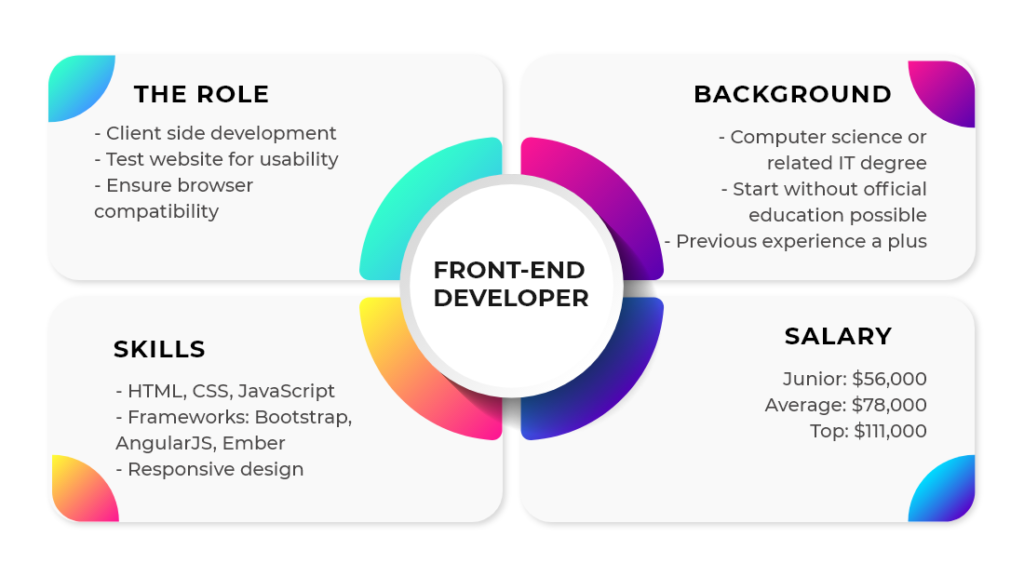 THE ROLE
- Client side development
- Test website for usability
- Ensure browser
compatibility
BACKGROUND
- Computer science or
related IT degree
- Start without official
education possible
- Previous experience a plus
FRONT-END
DEVELOPER
SKILLS
- HTML, CSS, JavaScript
- Frameworks: Bootstrap,
AngularJS, Ember
- Responsive design
SALARY
Junior: $56,000
Average: $78,000
Top: $111,000